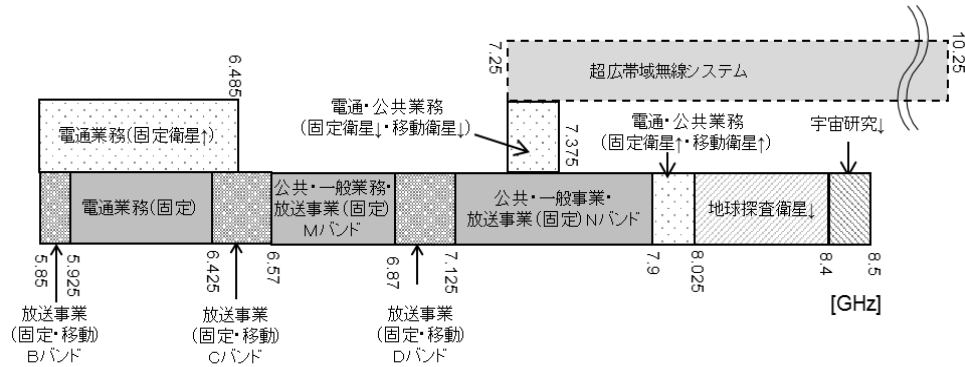 7.25
超広帯域無線システム
10.25
6.485
電通業務(固定衛星↑)
電通・公共業務
(固定衛星↓・移動衛星↓)
7.375
電通・公共業務
(固定衛星↑・移動衛星↑)
宇宙研究↓
電通業務(固定)
公共・一般業務・
放送事業(固定)
Mバンド
公共・一般事業・
放送事業(固定)Nバンド
地球探査衛星↓
5.85
5.925
6.425
6.57
6.87
7.125
7.9
8.025
8.4
8.5
[GHz]
放送事業
(固定・移動)
Bバンド
放送事業
(固定・移動)
Cバンド
放送事業
(固定・移動)
Dバンド